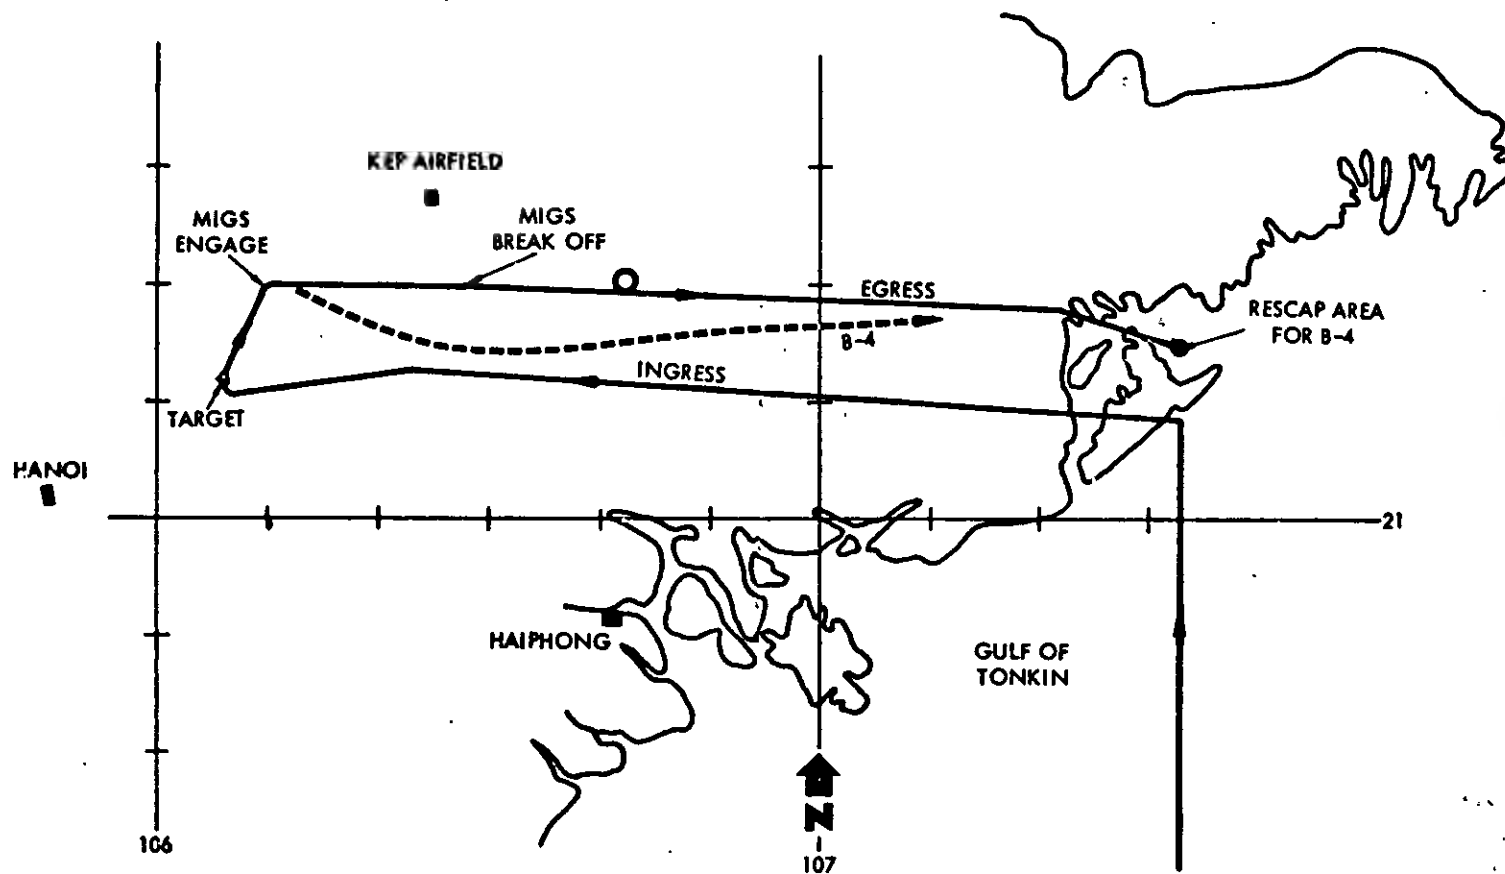 KEP AIRFIELD
MIGS
ENGAGE
MIGS
BREAK OFF
EGRESS
RESCAP AREA
FOR B-4
B-4
INGRESS
TARGET
HANOI
21
HAIPHONG
GULF OF
TONKIN
N
106
107